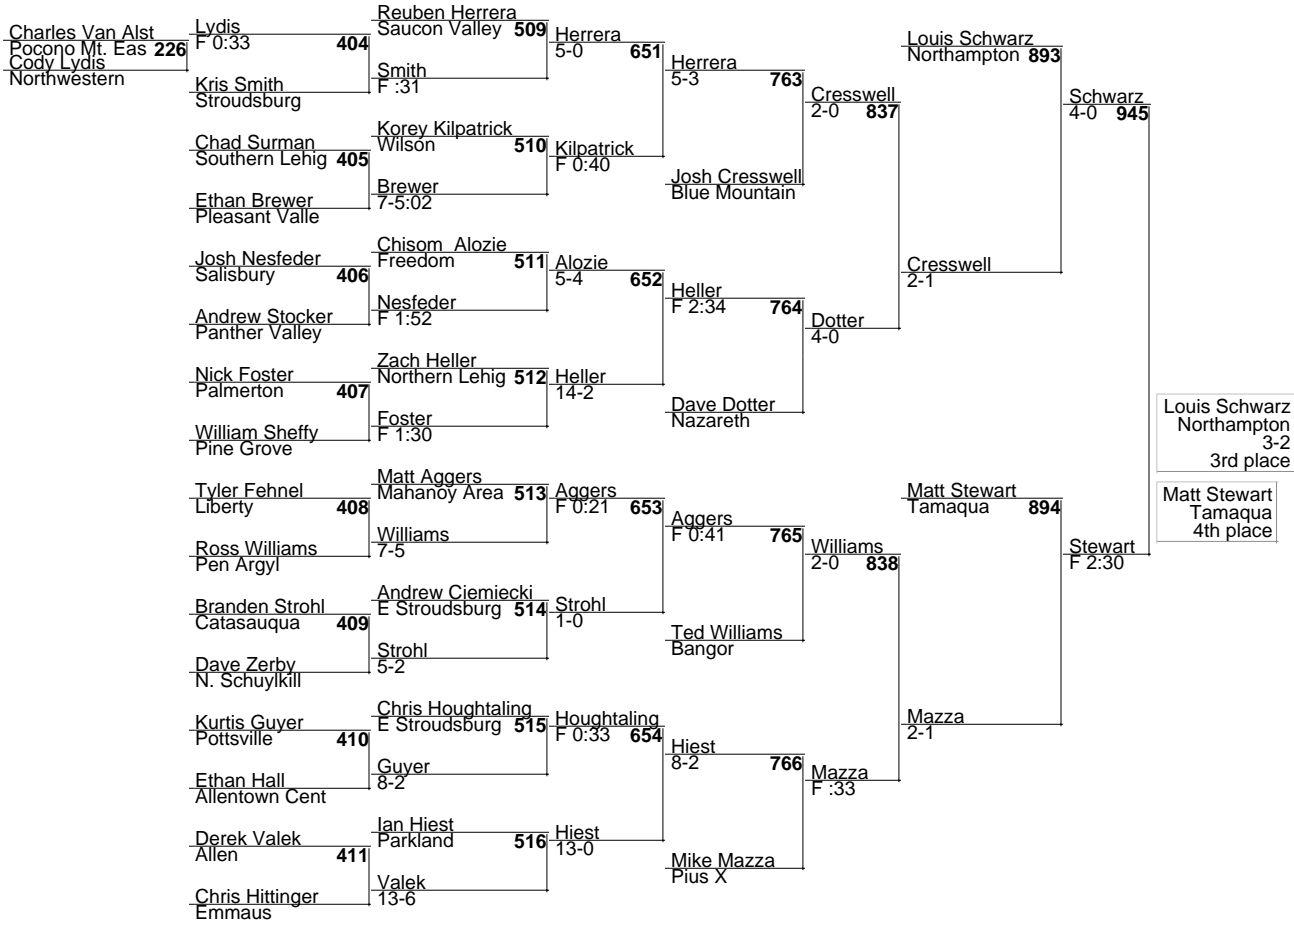 Charles Van Alst
Pocono Mt. Eas 226
Cody Lydis
Northwestern
Lydis
F 0:33 404
Kris Smith
Stroudsburg
Chad Surman
Southern Lehig 405
Ethan Brewer
Pleasant Valle
Josh Nesfeder
Salisbury 406
Andrew Stocker
Panther Valley
Nick Foster
Palmerton 407
William Sheffy
Pine Grove
Tyler Fehnel
Liberty 408
Ross Williams
Pen Argyl
Branden Strohl
Catasauqua 409
Dave Zerby
N. Schuylkill
Kurtis Guyer
Pottsville 410
Ethan Hall
Allentown Cent
Derek Valek
Allen 411
Chris Hittinger
Emmaus
Reuben Herrera
Saucon Valley 509
Smith
F :31
Korey Kilpatrick
Wilson 510
Brewer
7-5:02
Chisom  Alozie
Freedom 511
Nesfeder
F 1:52
Zach Heller
Northern Lehig 512
Foster
F 1:30
Matt Aggers
Mahanoy Area 513
Williams
7-5
Andrew Ciemiecki
E Stroudsburg 514
Strohl
5-2
Chris Houghtaling
E Stroudsburg 515
Guyer
8-2
Ian Hiest
Parkland 516
Valek
13-6
Herrera
5-0 651
Kilpatrick
F 0:40
Alozie
5-4 652
Heller
14-2
Aggers
F 0:21 653
Strohl
1-0
Houghtaling
F 0:33 654
Hiest
13-0
Herrera
5-3 763
Josh Cresswell
Blue Mountain
Heller
F 2:34 764
Dave Dotter
Nazareth
Aggers
F 0:41 765
Ted Williams
Bangor
Hiest
8-2 766
Mike Mazza
Pius X
Cresswell
2-0 837
Dotter
4-0
Williams
2-0 838
Mazza
F :33
Louis Schwarz
Northampton 893
Cresswell
2-1
Matt Stewart
Tamaqua 894
Mazza
2-1
Schwarz
4-0 945
Stewart
F 2:30
Louis Schwarz
Northampton
3-2
3rd place
Matt Stewart
Tamaqua
4th place